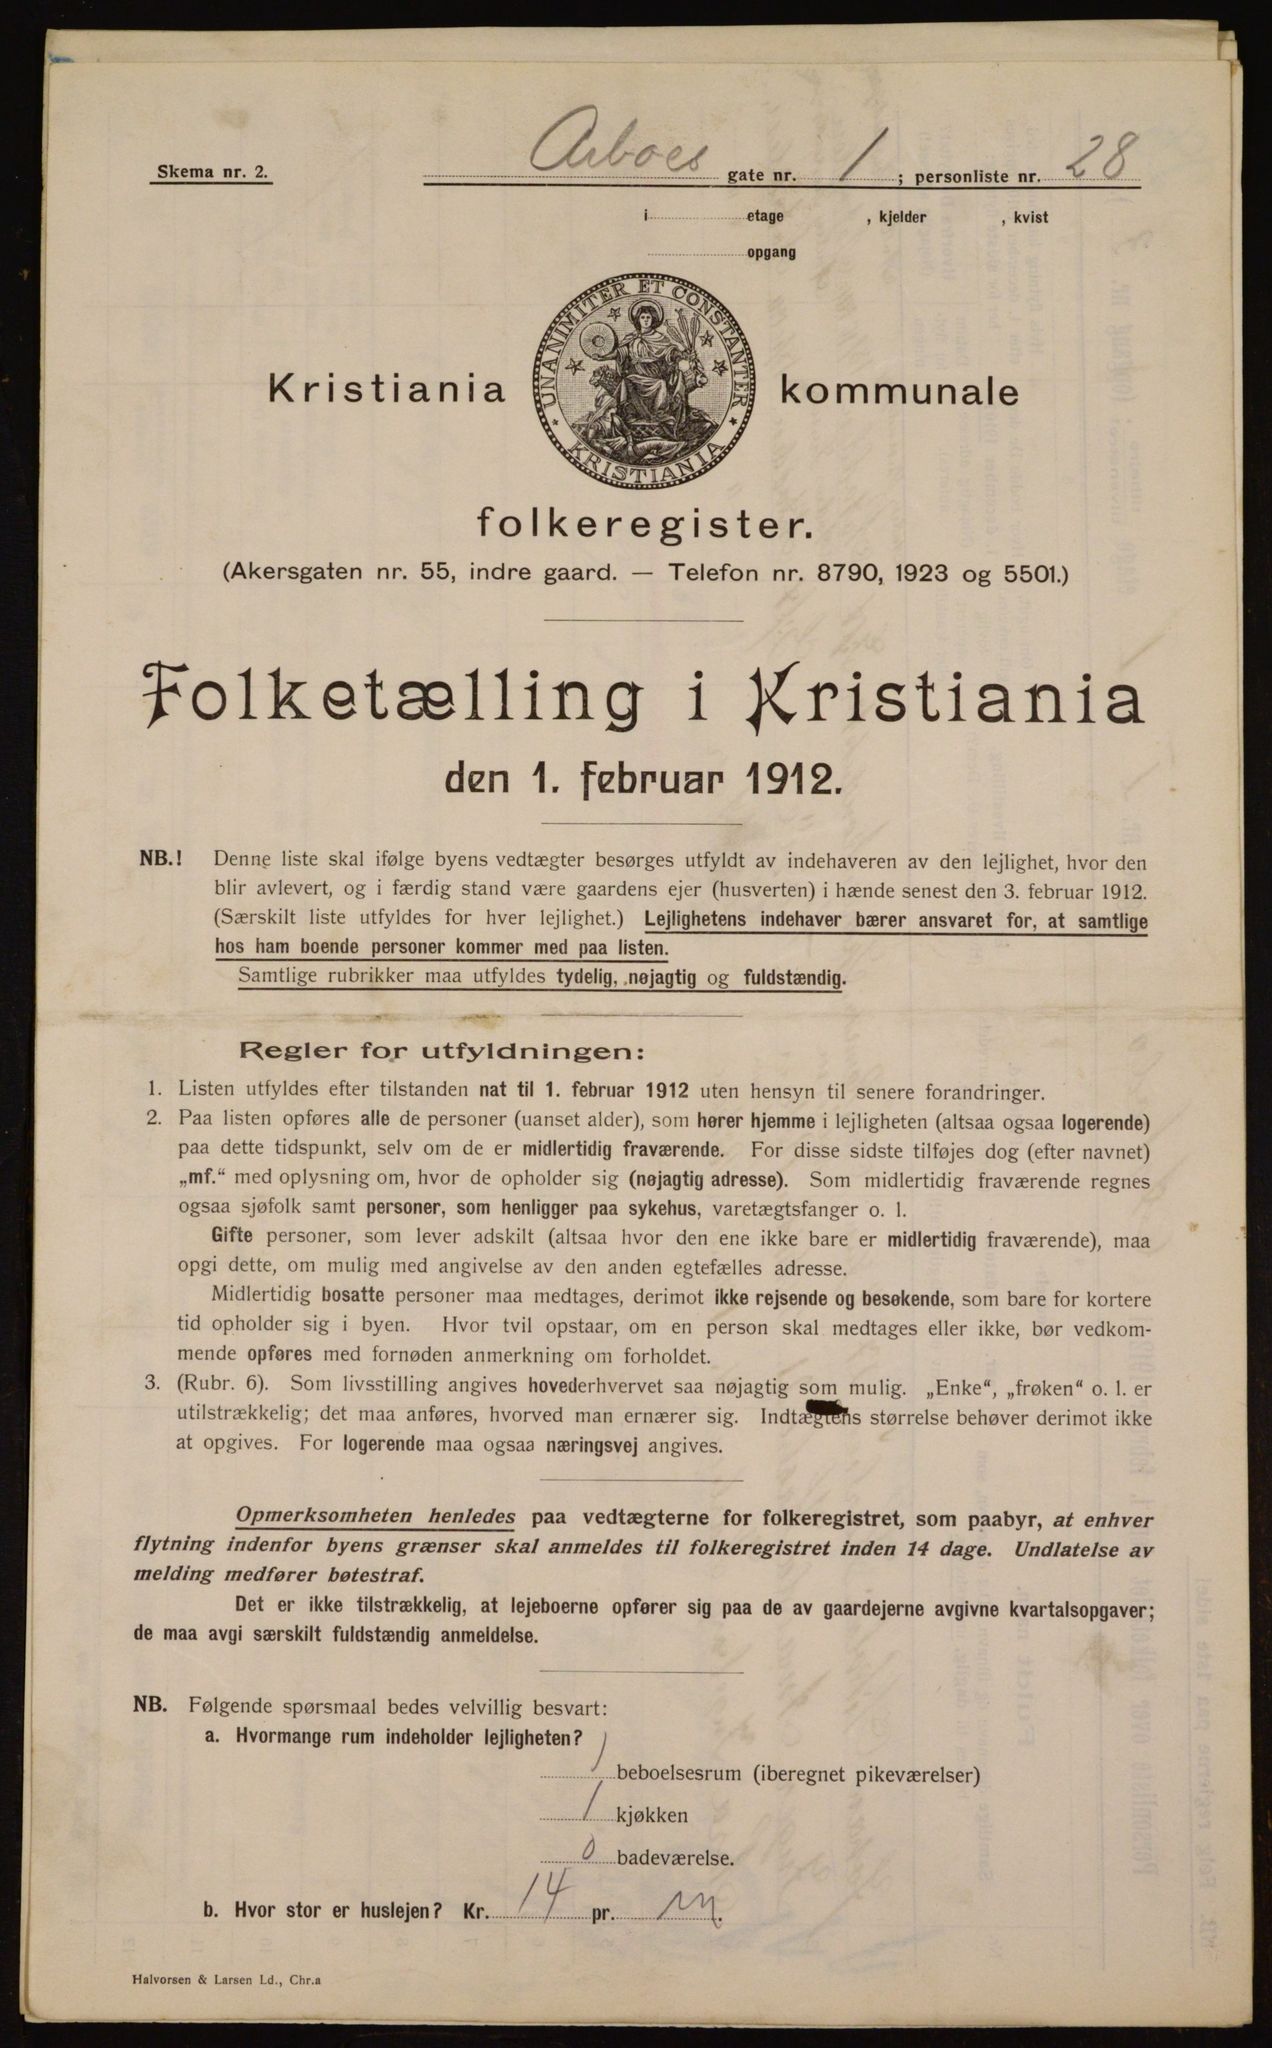 Skema nr. 2.
Arboes gate nr. 1 ; personliste nr. 28
i etage , kjelder , kvist
opgang
UNANIMITER ET CONSTANTER
KRISTIANIA
Kristiania kommunale
folkeregister.
(Akersgaten nr. 55, indre gaard. — Telefon nr. 8790, 1923 og 5501.)
Folketælling i Kristiania
den 1. februar 1912.
NB.! Denne liste skal ifølge byens vedtægter besørges utfyldt av indehaveren av den lejlighet, hvor den
blir avlevert, og i færdig stand være gaardens ejer (husverten) i hænde senest den 3. februar 1912.
(Særskilt liste utfyldes for hver lejlighet.) Lejlighetens indehaver bærer ansvaret for, at samtlige
hos ham boende personer kommer med paa listen.
Samtlige rubrikker maa utfyldes tydelig, nøjagtig og fuldstændig.
Regler for utfyldningen:
1. Listen utfyldes efter tilstanden nat til 1. februar 1912 uten hensyn til senere forandringer.
2. Paa listen opføres alle de personer (uanset alder), som hører hjemme i lejligheten (altsaa ogsaa logerende)
paa dette tidspunkt, selv om de er midlertidig fraværende. For disse sidste tilføjes dog (efter navnet)
„mf.“ med oplysning om, hvor de opholder sig (nøjagtig adresse). Som midlertidig fraværende regnes
ogsaa sjøfolk samt personer, som henligger paa sykehus, varetægtsfanger o. l.
Gifte personer, som lever adskilt (altsaa hvor den ene ikke bare er midlertidig fraværende), maa
opgi dette, om mulig med angivelse av den anden egtefælles adresse.
Midlertidig bosatte personer maa medtages, derimot ikke rejsende og besøkende, som bare for kortere
tid opholder sig i byen. Hvor tvil opstaar, om en person skal medtages eller ikke, bør vedkom-
mende opføres med fornøden anmerkning om forholdet.
3. (Rubr. 6). Som livsstilling angives hovederhvervet saa nøjagtig som mulig. „Enke“, „frøken“ o. l. er
utilstrækkelig; det maa anføres, hvorved man ernærer sig. Indtægtens størrelse behøver derimot ikke
at opgives. For logerende maa ogsaa næringsvej angives.
Opmerksomheten henledes paa vedtægterne for folkeregistret, som paabyr, at enhver
flytning indenfor byens grænser skal anmeldes til folkeregistret inden 14 dage. Undlatelse av
melding medfører bøtestraf.
Det er ikke tilstrækkelig, at lejeboerne opfører sig paa de av gaardejerne avgivne kvartalsopgaver;
de maa avgi særskilt fuldstændig anmeldelse.
NB. Følgende spørsmaal bedes velvillig besvart:
a. Hvormange rum indeholder lejligheten?
1 beboelsesrum (iberegnet pikeværelser)
1 kjøkken
0 badeværelse.
b. Hvor stor er huslejen? Kr. 14 pr. M.
Halvorsen & Larsen Ld., Chr.a